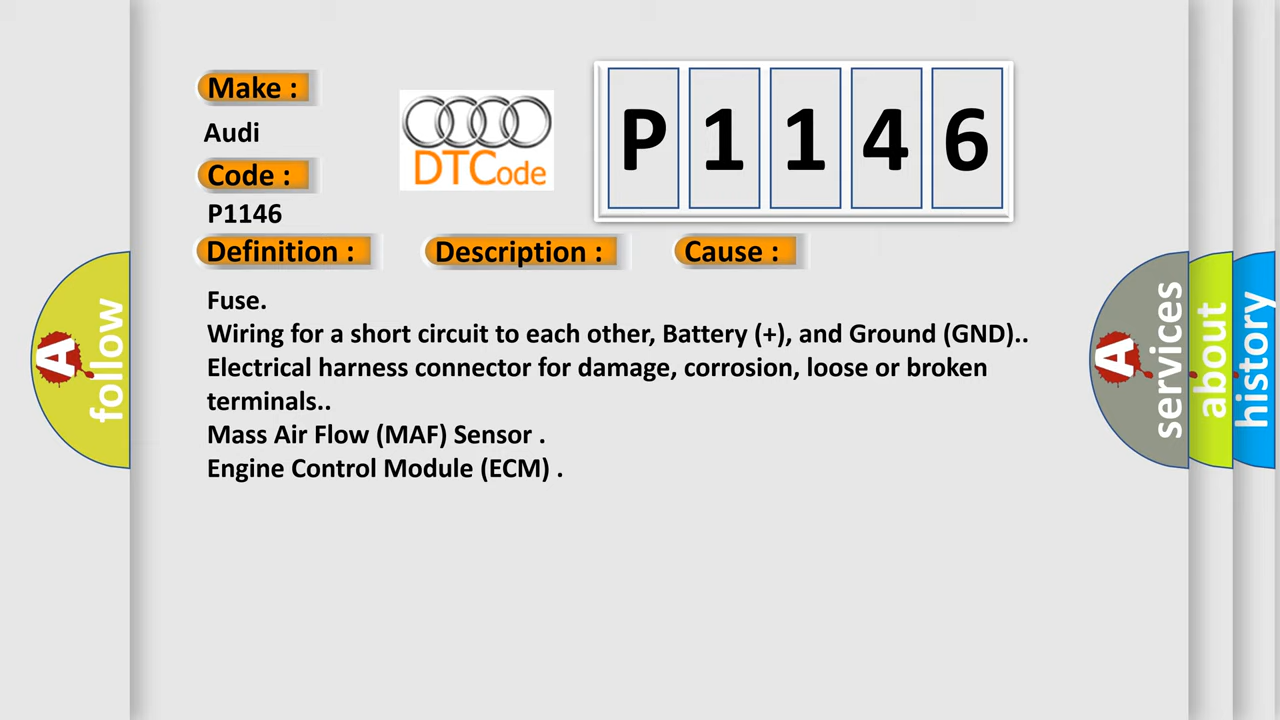 Make :
Audi
Code :
P1146
DTCode
P 1 1 4 6
Definition :
Description :
Cause :
Fuse.
Wiring for a short circuit to each other, Battery (+), and Ground (GND)..
Electrical harness connector for damage, corrosion, loose or broken
terminals..
Mass Air Flow (MAF) Sensor .
Engine Control Module (ECM) .
A follow
A services
about
history